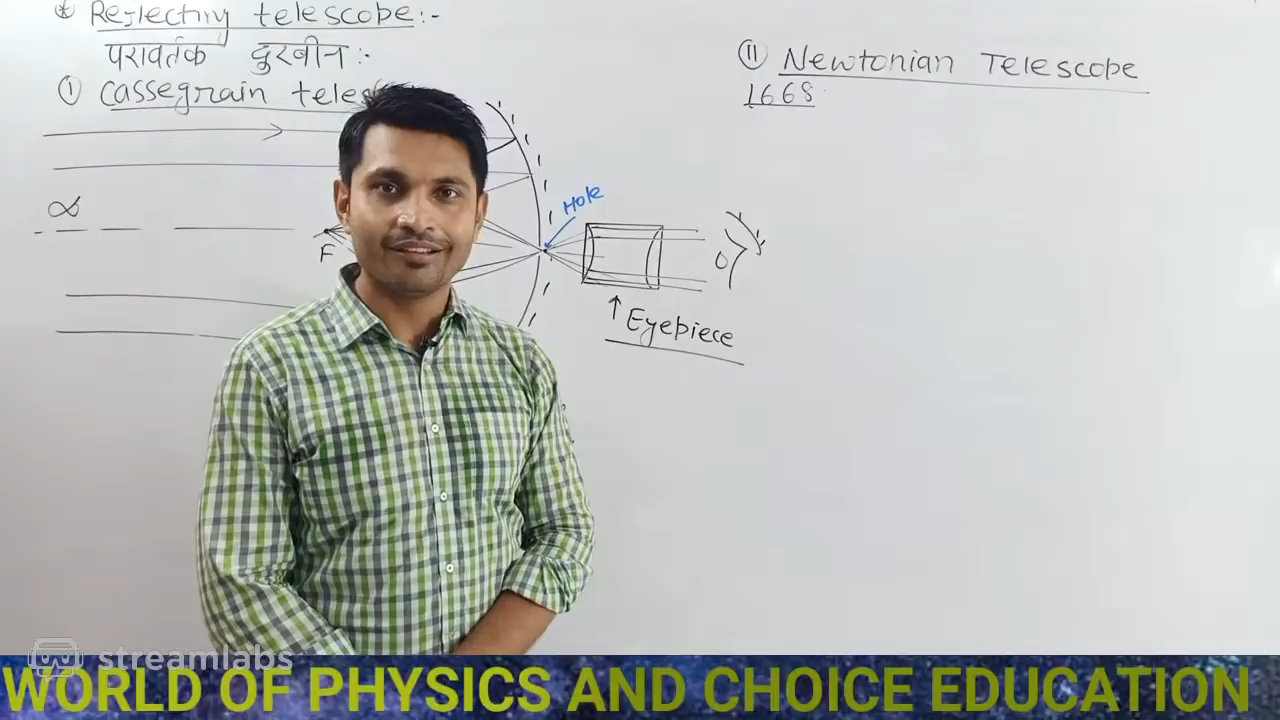 * Reflecting telescope:-
परावर्तक दुरबीन:-
① Cassegrain teles
∝
F
Hole
↑ Eyepiece
O
⑪ Newtonian Telescope
1668
streamlabs
WORLD OF PHYSICS AND CHOICE EDUCATION